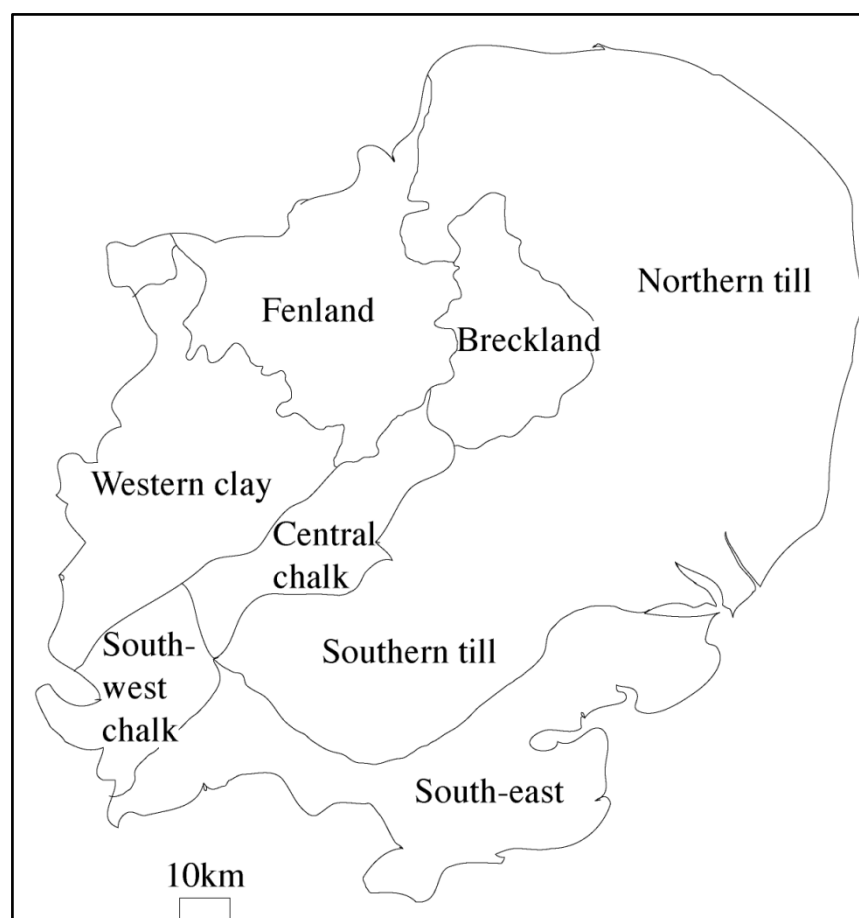 Northern till
Fenland
Breckland
Western clay
Central
chalk
South-
west
chalk
Southern till
South-east
10km